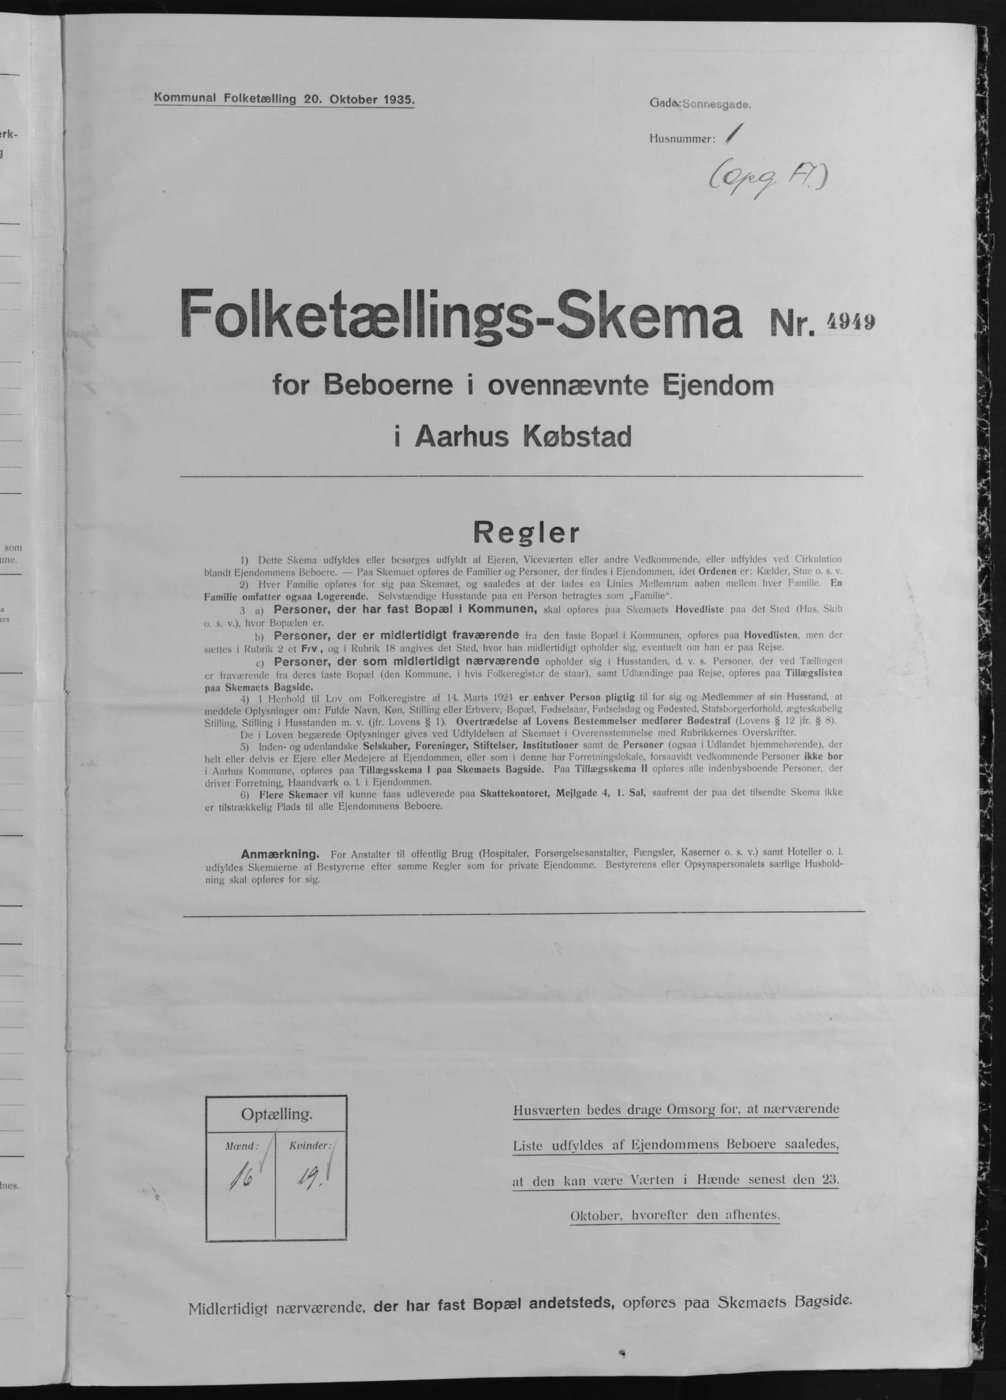 Kommunal Folketælling 20. Oktober 1935.
Gade: Sonnesgade.
Husnummer: 1
(opg A.)
Folketællings-Skema Nr. 4949
for Beboerne i ovennævnte Ejendom
i Aarhus Købstad
Regler
1) Dette Skema udfyldes eller besørges udfyldt af Ejeren, Viceværten eller andre Vedkommende, eller udfyldes ved Cirkulation
blandt Ejendommens Beboere. — Paa Skemaet opføres de Familier og Personer, der findes i Ejendommen, idet Ordenen er: Kælder, Stue o. s. v.
2) Hver Familie opføres for sig paa Skemaet, og saaledes at der lades en Linies Mellemrum aaben mellem hver Familie. En
Familie omfatter ogsaa Logerende. Selvstændige Husstande paa en Person betragtes som „Familie“.
3 a) Personer, der har fast Bopæl i Kommunen, skal opføres paa Skemaets Hovedliste paa det Sted (Hus, Skib
o. s. v.), hvor Bopælen er.
b) Personer, der er midlertidigt fraværende fra den faste Bopæl i Kommunen, opføres paa Hovedlisten, men der
sættes i Rubrik 2 et Frv, og i Rubrik 18 angives det Sted, hvor han midlertidigt opholder sig, eventuelt om han er paa Rejse.
c) Personer, der som midlertidigt nærværende opholder sig i Husstanden, d. v. s. Personer, der ved Tællingen
er fraværende fra deres faste Bopæl (den Kommune, i hvis Folkeregister de staar), samt Udlændinge paa Rejse, opføres paa Tillægslisten
paa Skemaets Bagside.
4) I Henhold til Lov om Folkeregistre af 14. Marts 1924 er enhver Person pligtig til for sig og Medlemmer af sin Husstand, at
meddele Oplysninger om: Fulde Navn, Køn, Stilling eller Erhverv, Bopæl, Fødselsaar, Fødselsdag og Fødested, Statsborgerforhold, ægteskabelig
Stilling, Stilling i Husstanden m. v. (jfr. Lovens § 1). Overtrædelse af Lovens Bestemmelser medfører Bødestraf (Lovens § 12 jfr. § 8).
De i Loven begærede Oplysninger gives ved Udfyldelsen af Skemaet i Overensstemmelse med Rubrikkernes Overskrifter.
5) Inden- og udenlandske Selskaber, Foreninger, Stiftelser, Institutioner samt de Personer (ogsaa i Udlandet hjemmehørende), der
helt eller delvis er Ejere eller Medejere af Ejendommen, eller som i denne har Forretningslokale, forsaavidt vedkommende Personer ikke bor
i Aarhus Kommune, opføres paa Tillægsskema I paa Skemaets Bagside. Paa Tillægsskema II opføres alle indenbysboende Personer, der
driver Forretning, Haandværk o. l. i Ejendommen.
6) Flere Skemaer vil kunne faas udleverede paa Skattekontoret, Mejlgade 4, 1. Sal, saafremt der paa det tilsendte Skema ikke
er tilstrækkelig Plads til alle Ejendommens Beboere.
Anmærkning. For Anstalter til offentlig Brug (Hospitaler, Forsørgelsesanstalter, Fængsler, Kaserner o. s. v.) samt Hoteller o. l.
udfyldes Skemaerne af Bestyrerne efter samme Regler som for private Ejendomme. Bestyrerens eller Opsynspersonalets særlige Hushold-
ning skal opføres for sig.
Optælling.
Mænd: Kvinder:
16 19.
Husværten bedes drage Omsorg for, at nærværende
Liste udfyldes af Ejendommens Beboere saaledes,
at den kan være Værten i Hænde senest den 23.
Oktober, hvorefter den afhentes.
Midlertidigt nærværende, der har fast Bopæl andetsteds, opføres paa Skemaets Bagside.